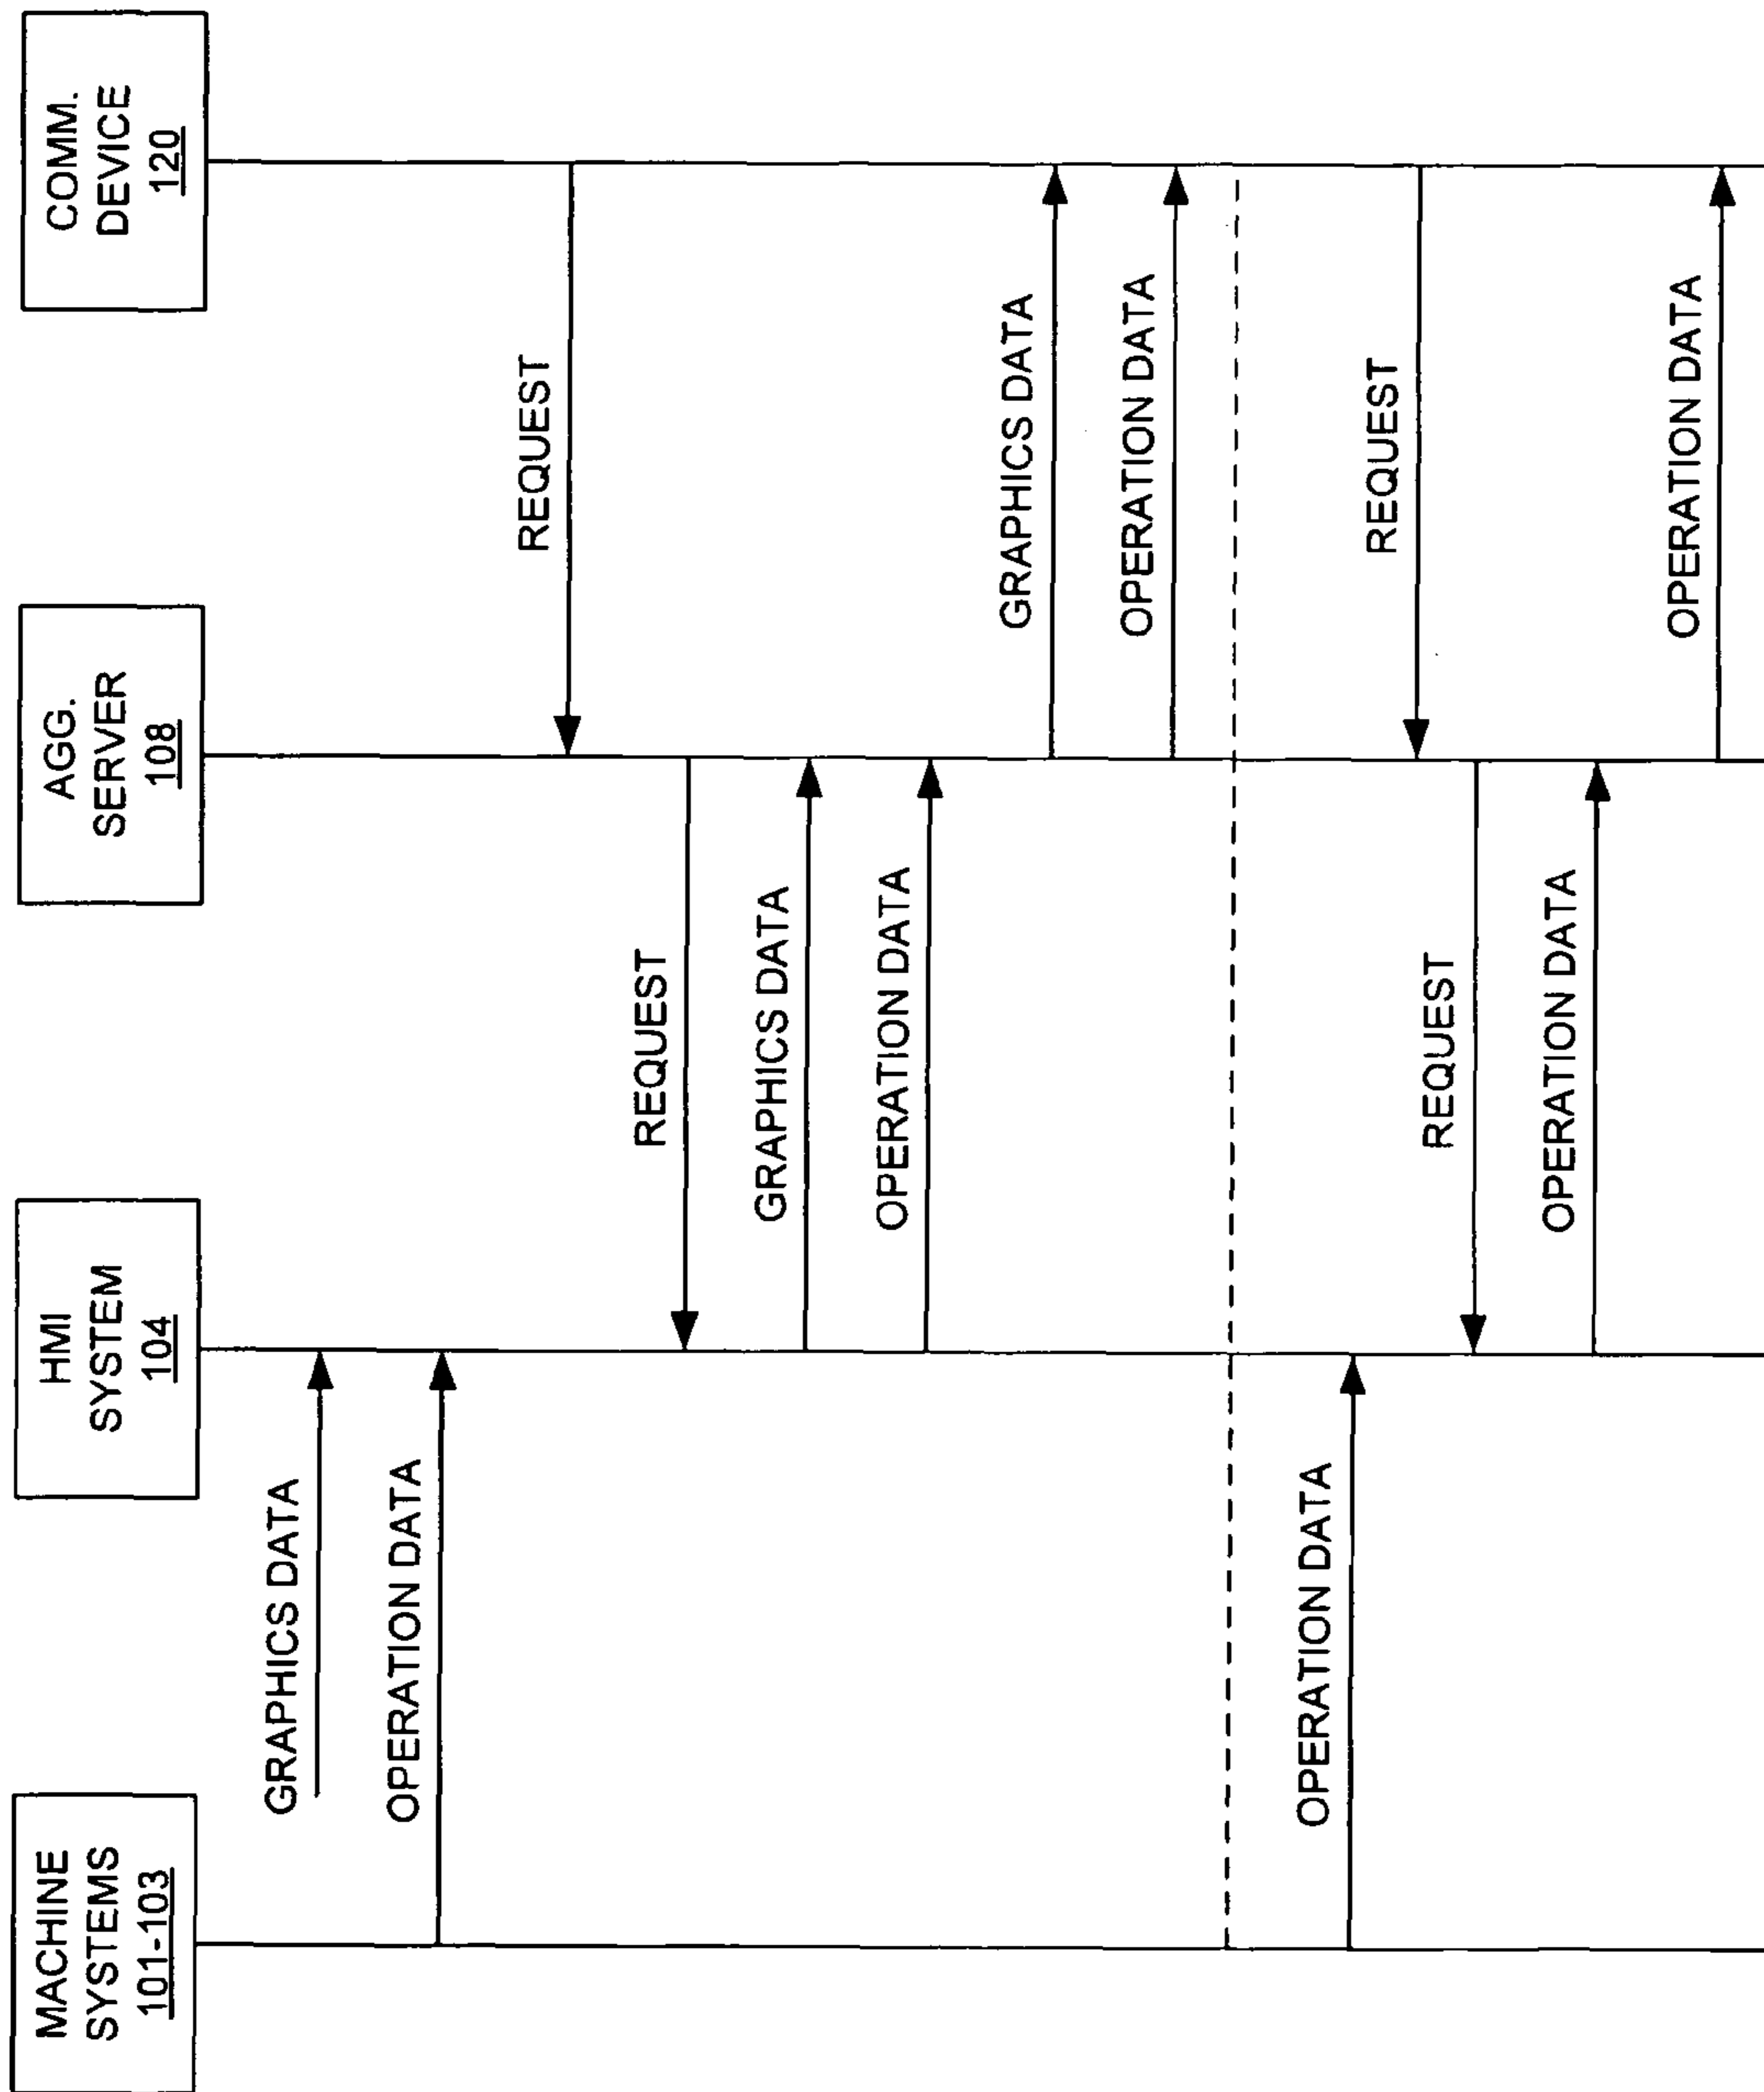 MACHINE
SYSTEMS
101-103
HMI
SYSTEM
104
AGG.
SERVER
108
COMM.
DEVICE
120
GRAPHICS DATA
OPERATION DATA
REQUEST
REQUEST
GRAPHICS DATA
OPERATION DATA
GRAPHICS DATA
OPERATION DATA
OPERATION DATA
REQUEST
REQUEST
OPERATION DATA
OPERATION DATA